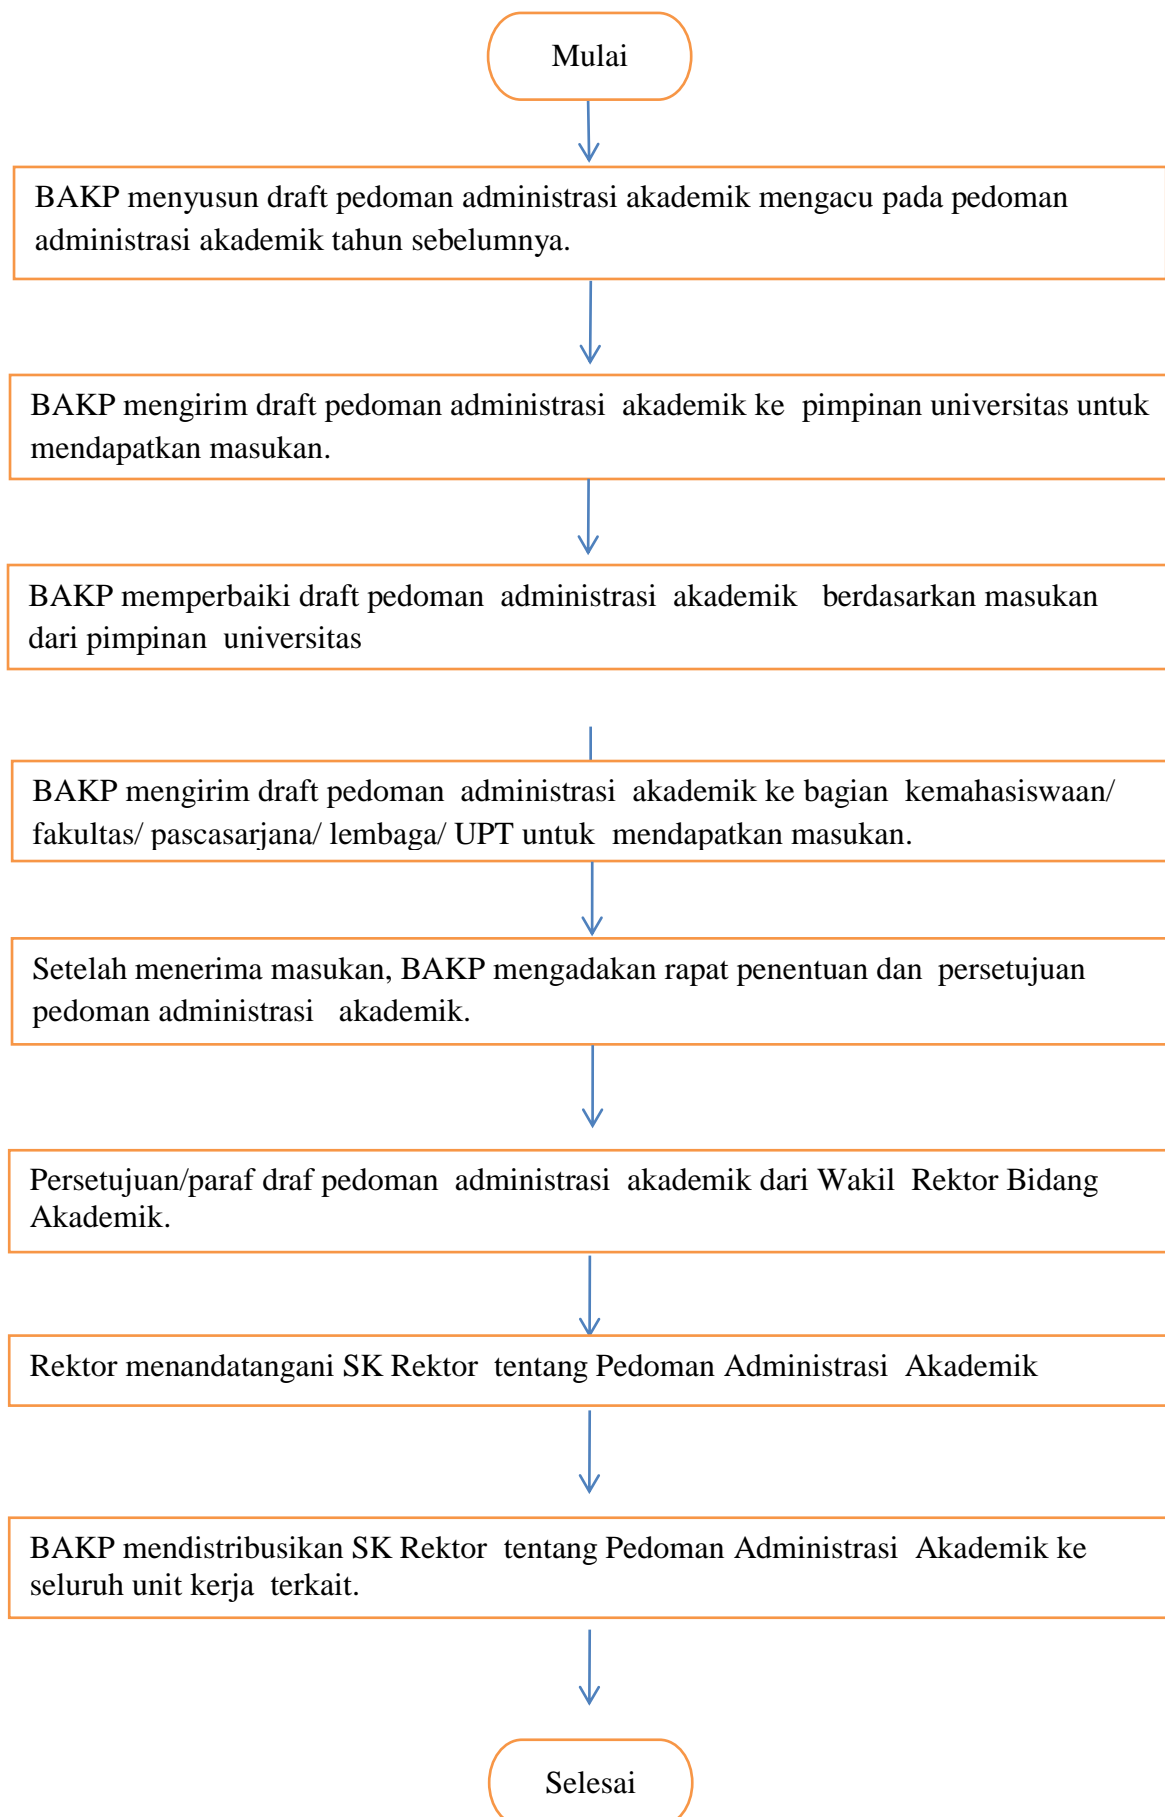 Mulai
BAKP menyusun draft pedoman administrasi akademik mengacu pada pedoman
administrasi akademik tahun sebelumnya.
BAKP mengirim draft pedoman administrasi akademik ke pimpinan universitas untuk
mendapatkan masukan.
BAKP memperbaiki draft pedoman administrasi akademik berdasarkan masukan
dari pimpinan universitas
BAKP mengirim draft pedoman administrasi akademik ke bagian kemahasiswaan/
fakultas/ pascasarjana/ lembaga/ UPT untuk mendapatkan masukan.
Setelah menerima masukan, BAKP mengadakan rapat penentuan dan persetujuan
pedoman administrasi akademik.
Persetujuan/paraf draf pedoman administrasi akademik dari Wakil Rektor Bidang
Akademik.
Rektor menandatangani SK Rektor tentang Pedoman Administrasi Akademik
BAKP mendistribusikan SK Rektor tentang Pedoman Administrasi Akademik ke
seluruh unit kerja terkait.
Selesai